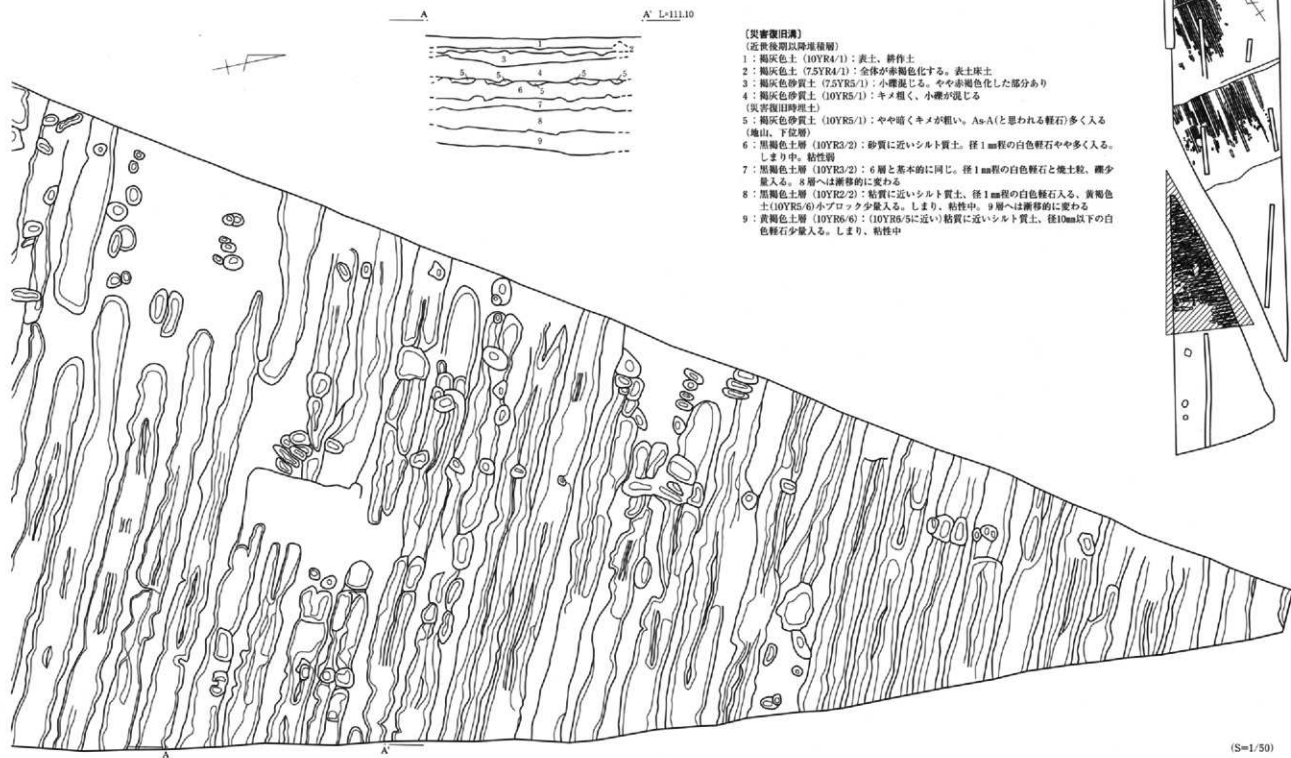 A
A' L=111.10
1
2
3
5
5
4
5
5
6
5
7
8
9
〔災害復旧溝〕
(近世後期以降堆積層)
1：褐灰色土 (10YR4/1)：表土、耕作土
2：褐灰色土 (7.5YR4/1)：全体が赤褐色化する。表土床土
3：褐灰色砂質土 (7.5YR5/1)：小礫混じる。やや赤褐色化した部分あり
4：褐灰色砂質土 (10YR5/1)：キメ粗く、小礫が混じる
(災害復旧時埋土)
5：褐灰色砂質土 (10YR5/1)：やや暗くキメが粗い。As-A(と思われる軽石)多く入る
(地山、下位層)
6：黒褐色土層 (10YR3/2)：砂質に近いシルト質土。径1㎜程の白色軽石やや多く入る。
しまり中。粘性弱
7：黒褐色土層 (10YR3/2)：6層と基本的に同じ。径1㎜程の白色軽石と焼土粒、礫少
量入る。8層へは漸移的に変わる
8：黒褐色土層 (10YR2/2)：粘質に近いシルト質土、径1㎜程の白色軽石入る、黄褐色
土(10YR5/6)小ブロック少量入る。しまり、粘性中。9層へは漸移的に変わる
9：黄褐色土層 (10YR6/6)：(10YR6/5に近い)粘質に近いシルト質土、径10㎜以下の白
色軽石少量入る。しまり、粘性中
A
A'
(S=1/50)